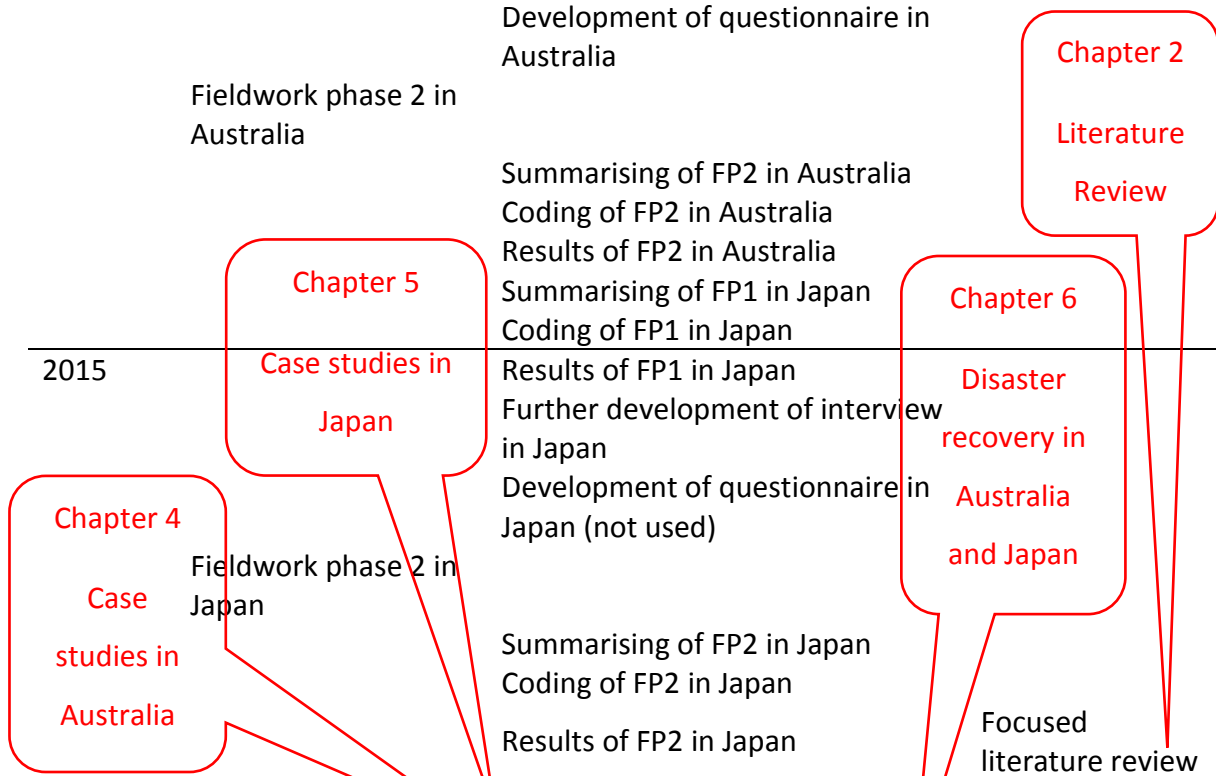 Development of questionnaire in
Australia
Chapter 2
Literature
Review
Fieldwork phase 2 in
Australia
Summarising of FP2 in Australia
Coding of FP2 in Australia
Results of FP2 in Australia
Summarising of FP1 in Japan
Coding of FP1 in Japan
Chapter 5
Case studies in
Japan
Chapter 6
Disaster
recovery in
Australia
and Japan
2015
Results of FP1 in Japan
Further development of interview
in Japan
Development of questionnaire in
Japan (not used)
Chapter 4
Case
studies in
Australia
Fieldwork phase 2 in
Japan
Summarising of FP2 in Japan
Coding of FP2 in Japan
Results of FP2 in Japan
Focused
literature review